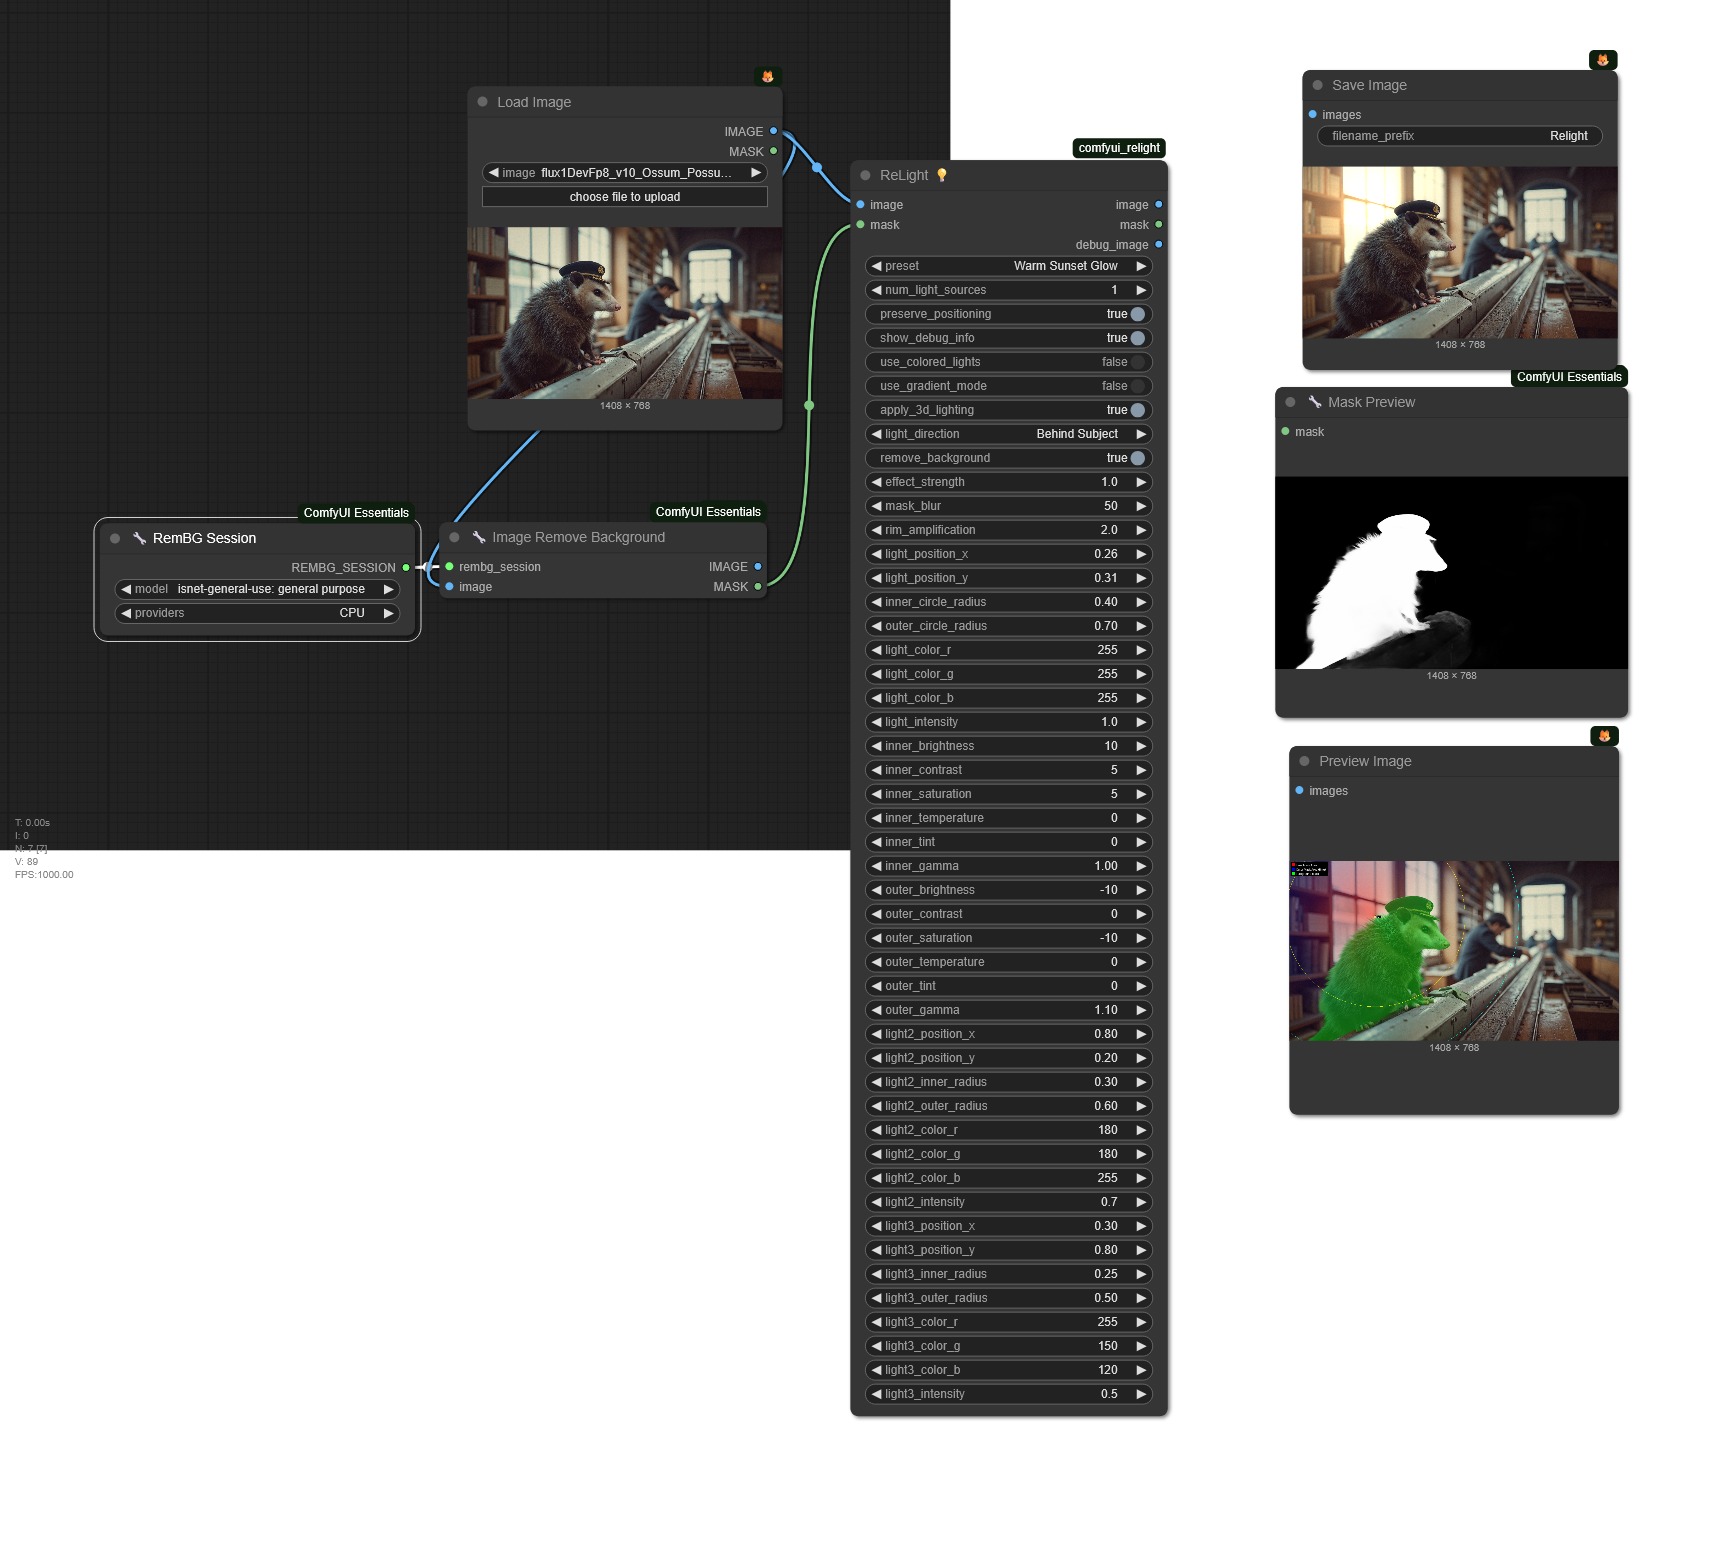 Load Image
IMAGE
MASK
image flux1DevFp8_v10_Ossum_Possu...
choose file to upload
1408 × 768
ComfyUI Essentials
RemBG Session
REMBG_SESSION
model isnet-general-use: general purpose
providers CPU
ComfyUI Essentials
Image Remove Background
rembg_session IMAGE
image MASK
T: 0.00s
I: 0
N: 7 [7]
V: 89
FPS:1000.00
comfyui_relight
ReLight
image image
mask mask
debug_image
preset Warm Sunset Glow
num_light_sources 1
preserve_positioning true
show_debug_info true
use_colored_lights false
use_gradient_mode false
apply_3d_lighting true
light_direction Behind Subject
remove_background true
effect_strength 1.0
mask_blur 50
rim_amplification 2.0
light_position_x 0.26
light_position_y 0.31
inner_circle_radius 0.40
outer_circle_radius 0.70
light_color_r 255
light_color_g 255
light_color_b 255
light_intensity 1.0
inner_brightness 10
inner_contrast 5
inner_saturation 5
inner_temperature 0
inner_tint 0
inner_gamma 1.00
outer_brightness -10
outer_contrast 0
outer_saturation -10
outer_temperature 0
outer_tint 0
outer_gamma 1.10
light2_position_x 0.80
light2_position_y 0.20
light2_inner_radius 0.30
light2_outer_radius 0.60
light2_color_r 180
light2_color_g 180
light2_color_b 255
light2_intensity 0.7
light3_position_x 0.30
light3_position_y 0.80
light3_inner_radius 0.25
light3_outer_radius 0.50
light3_color_r 255
light3_color_g 150
light3_color_b 120
light3_intensity 0.5
Save Image
images
filename_prefix Relight
1408 × 768
ComfyUI Essentials
Mask Preview
mask
1408 × 768
Preview Image
images
1408 × 768